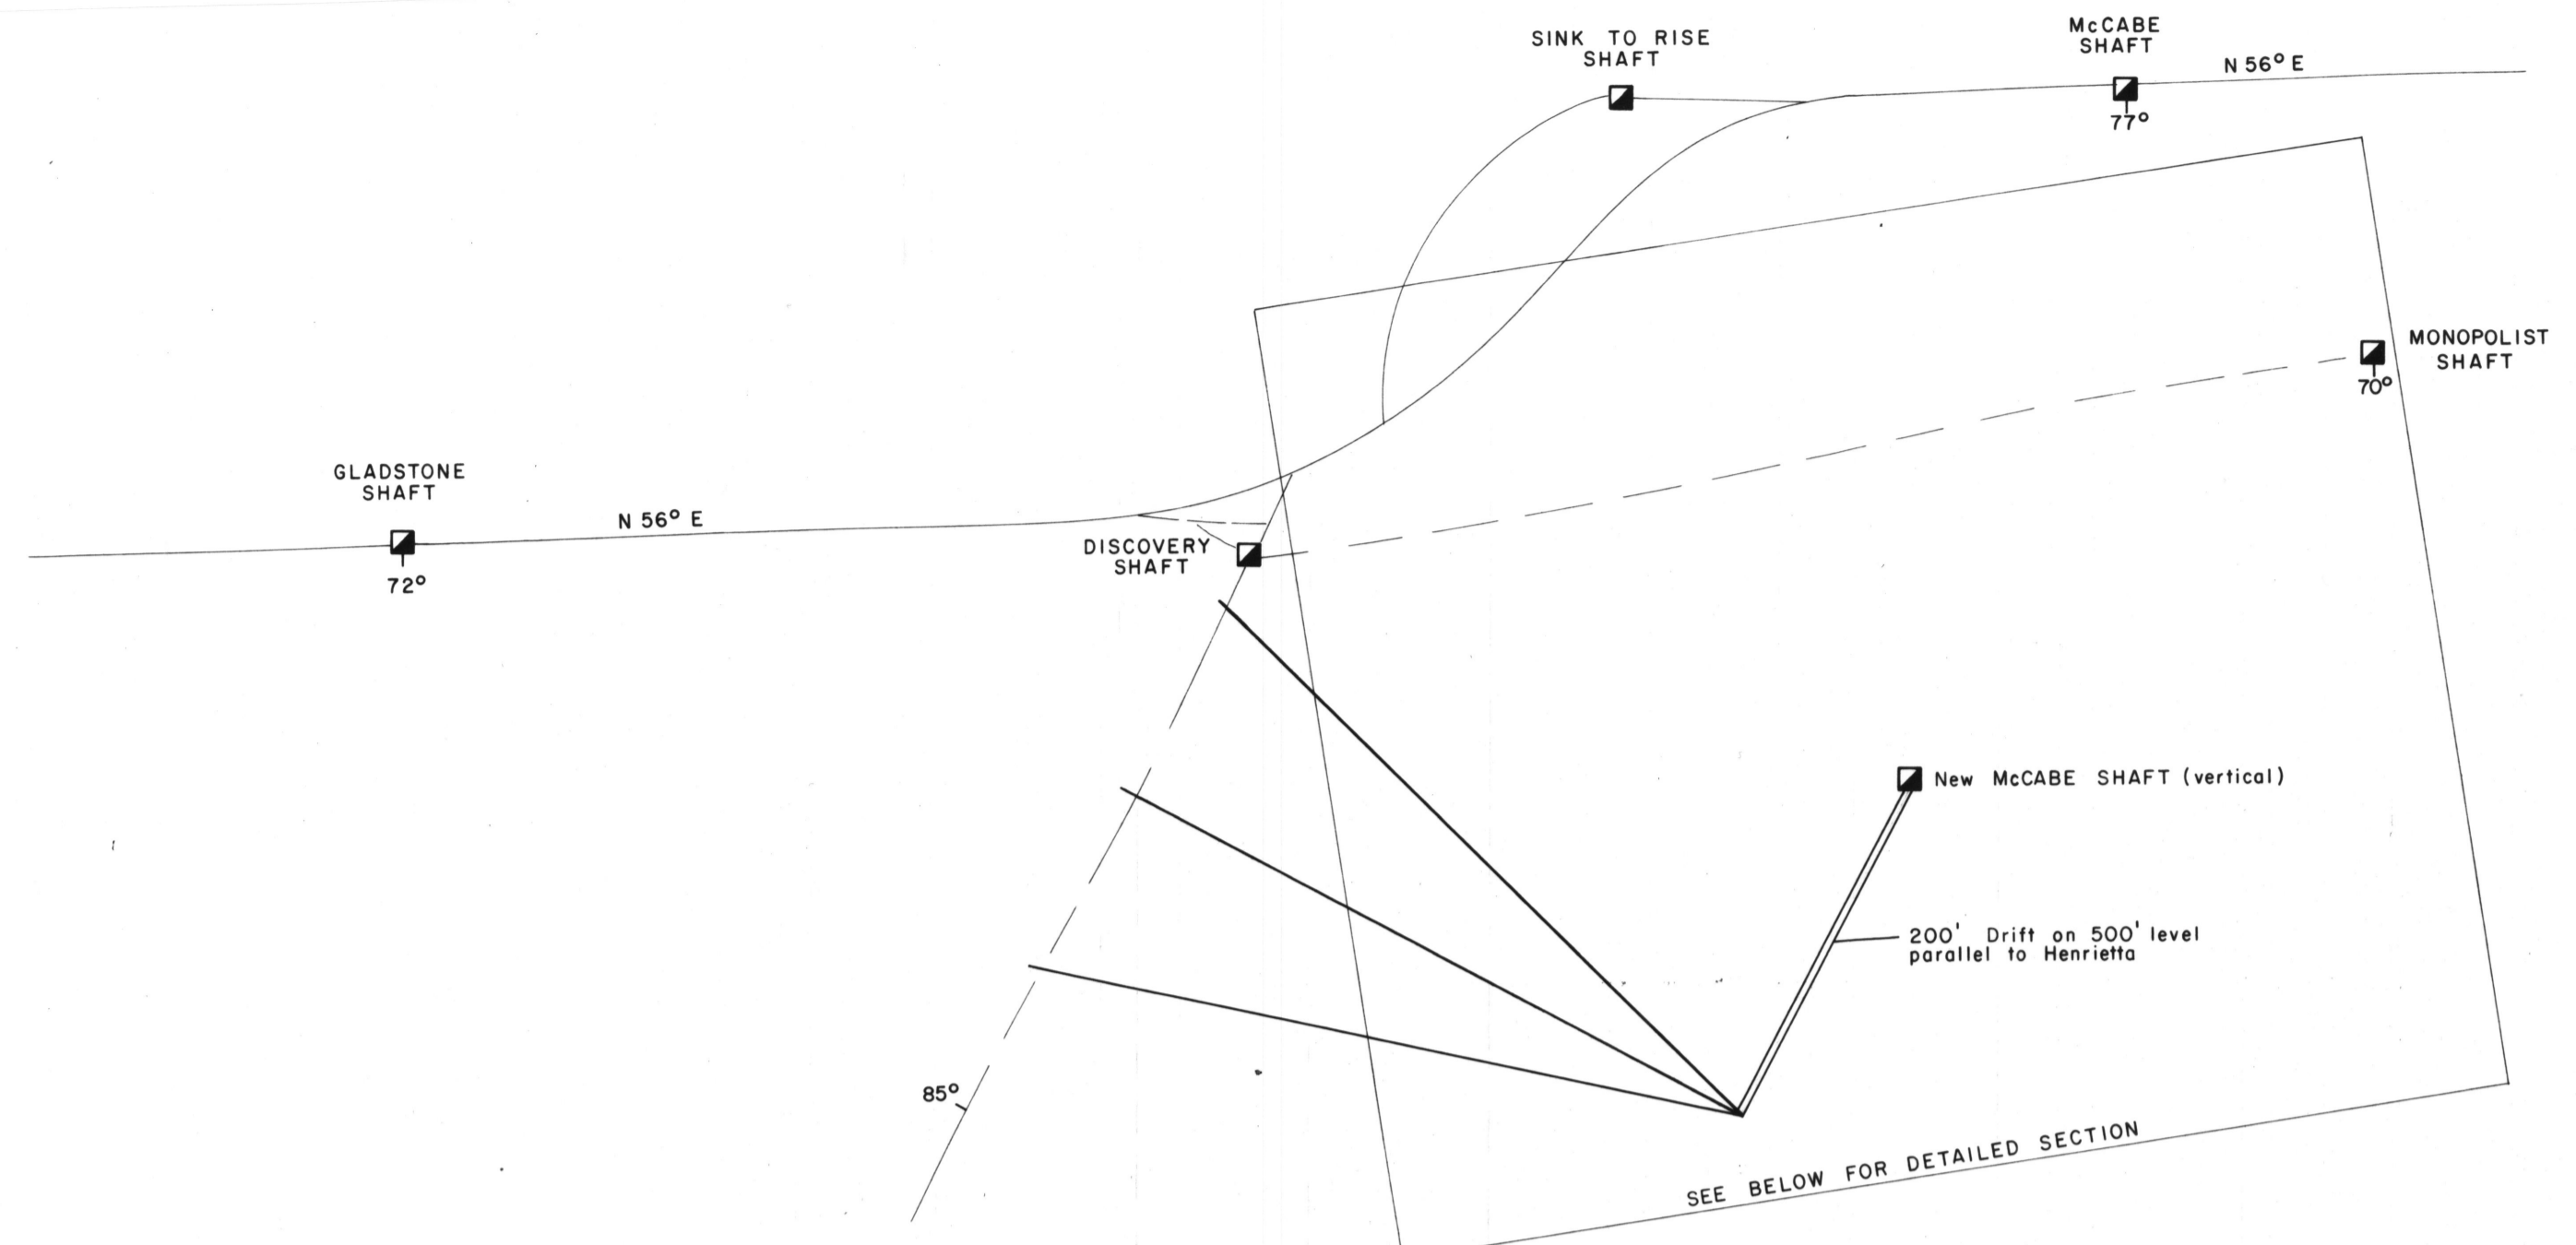 SINK TO RISE
SHAFT
McCABE
SHAFT
N 56° E
77°
MONOPOLIST
SHAFT
70°
GLADSTONE
SHAFT
N 56° E
72°
DISCOVERY
SHAFT
New McCABE SHAFT (vertical)
200' Drift on 500' level
parallel to Henrietta
85°
SEE BELOW FOR DETAILED SECTION